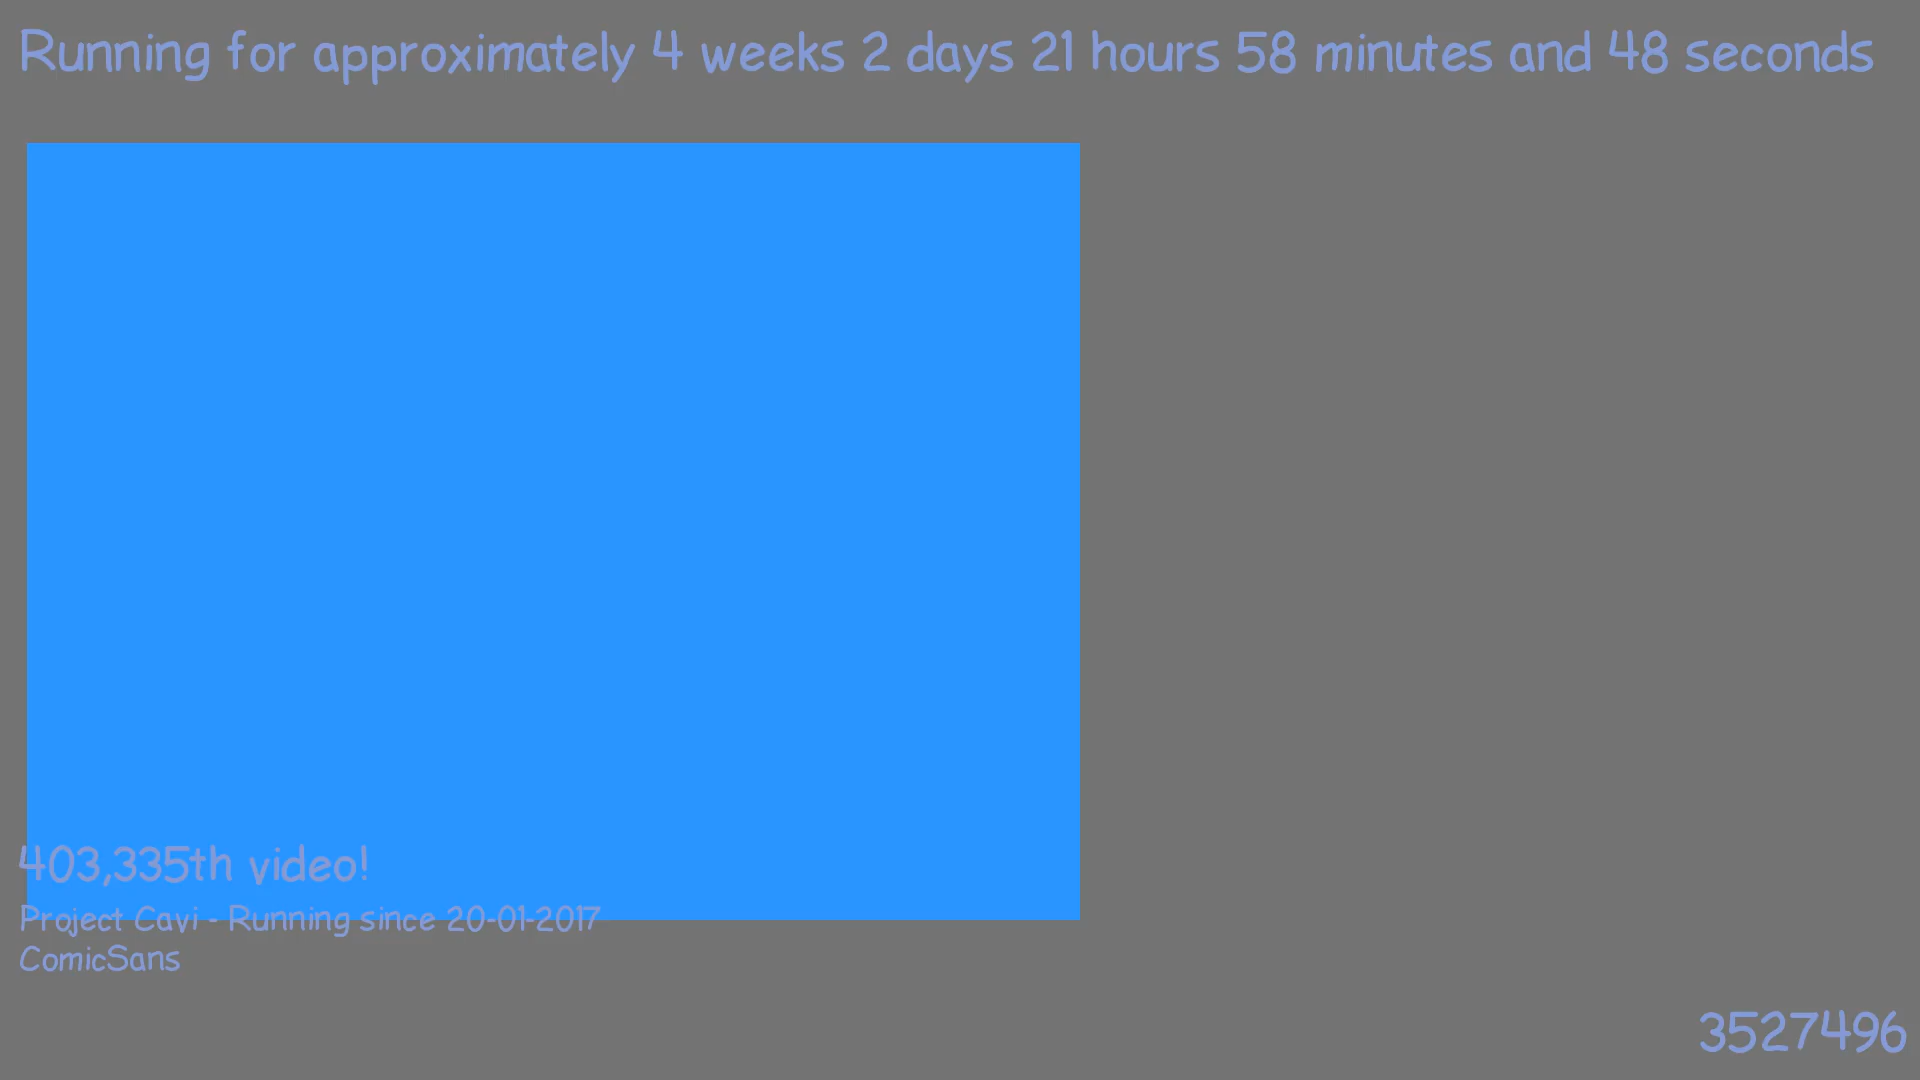 Running for approximately 4 weeks 2 days 21 hours 58 minutes and 48 seconds
403,335th video!
Project Cavi - Running since 20-01-2017
ComicSans
3527496